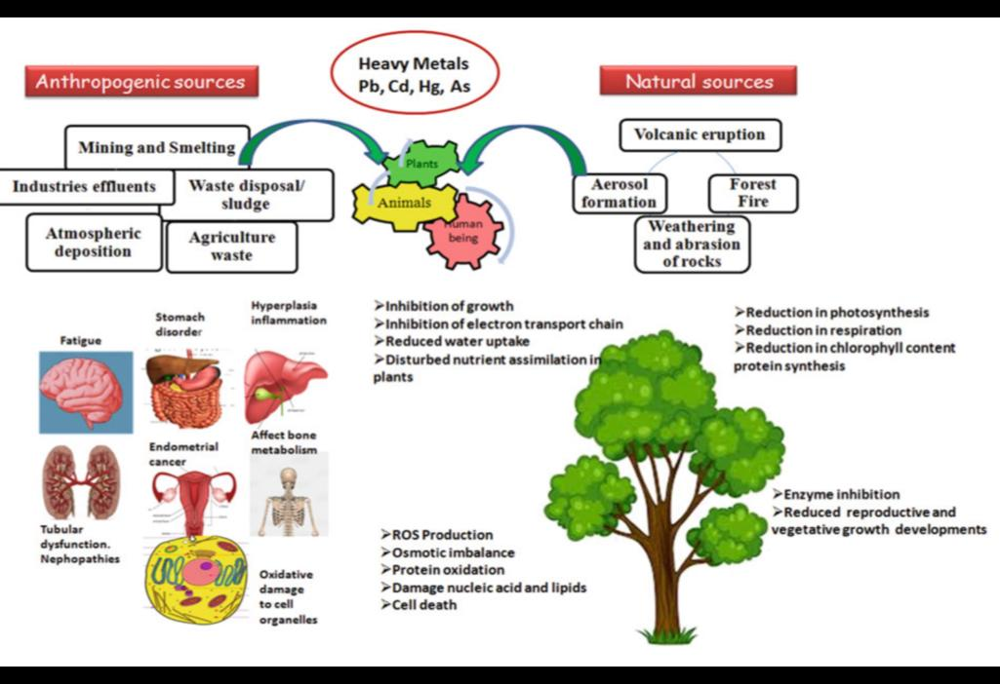 Heavy Metals
Pb, Cd, Hg, As
Anthropogenic sources
Mining and Smelting
Industries effluents
Waste disposal/
sludge
Atmospheric
deposition
Agriculture
waste
Plants
Animals
Human
being
Natural sources
Volcanic eruption
Aerosol
formation
Forest
Fire
Weathering
and abrasion
of rocks
Fatigue
Stomach
disorder
Hyperplasia
inflammation
Endometrial
cancer
Affect bone
metabolism
Tubular
dysfunction.
Nephopathies
Oxidative
damage
to cell
organelles
➢Inhibition of growth
➢Inhibition of electron transport chain
➢Reduced water uptake
➢Disturbed nutrient assimilation in
plants
➢ROS Production
➢Osmotic imbalance
➢Protein oxidation
➢Damage nucleic acid and lipids
➢Cell death
➢Reduction in photosynthesis
➢Reduction in respiration
➢Reduction in chlorophyll content
protein synthesis
➢Enzyme inhibition
➢Reduced reproductive and
vegetative growth developments